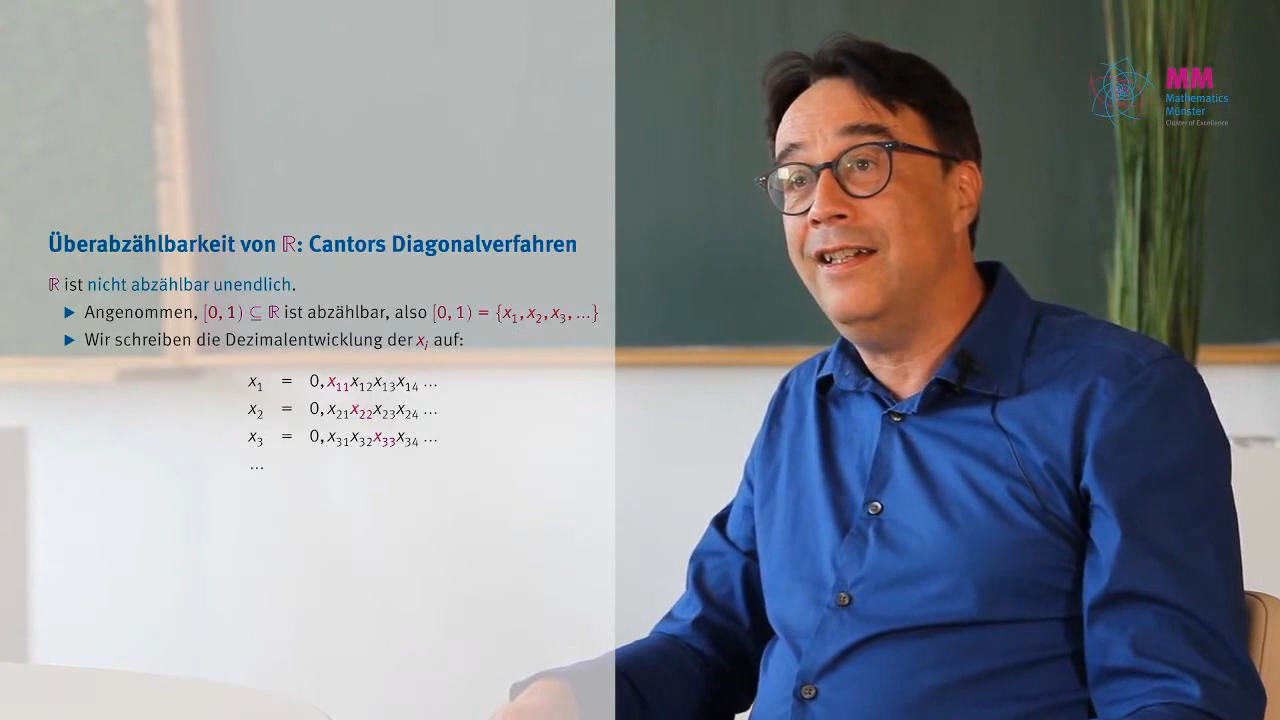 MM
Mathematics
Münster
Cluster of Excellence
Überabzählbarkeit von ℝ: Cantors Diagonalverfahren
ℝ ist nicht abzählbar unendlich.
▶ Angenommen, [0, 1) ⊆ ℝ ist abzählbar, also [0, 1) = {x₁, x₂, x₃, ...}
▶ Wir schreiben die Dezimalentwicklung der xᵢ auf:
x₁ = 0, x₁₁x₁₂x₁₃x₁₄ ...
x₂ = 0, x₂₁x₂₂x₂₃x₂₄ ...
x₃ = 0, x₃₁x₃₂x₃₃x₃₄ ...
...